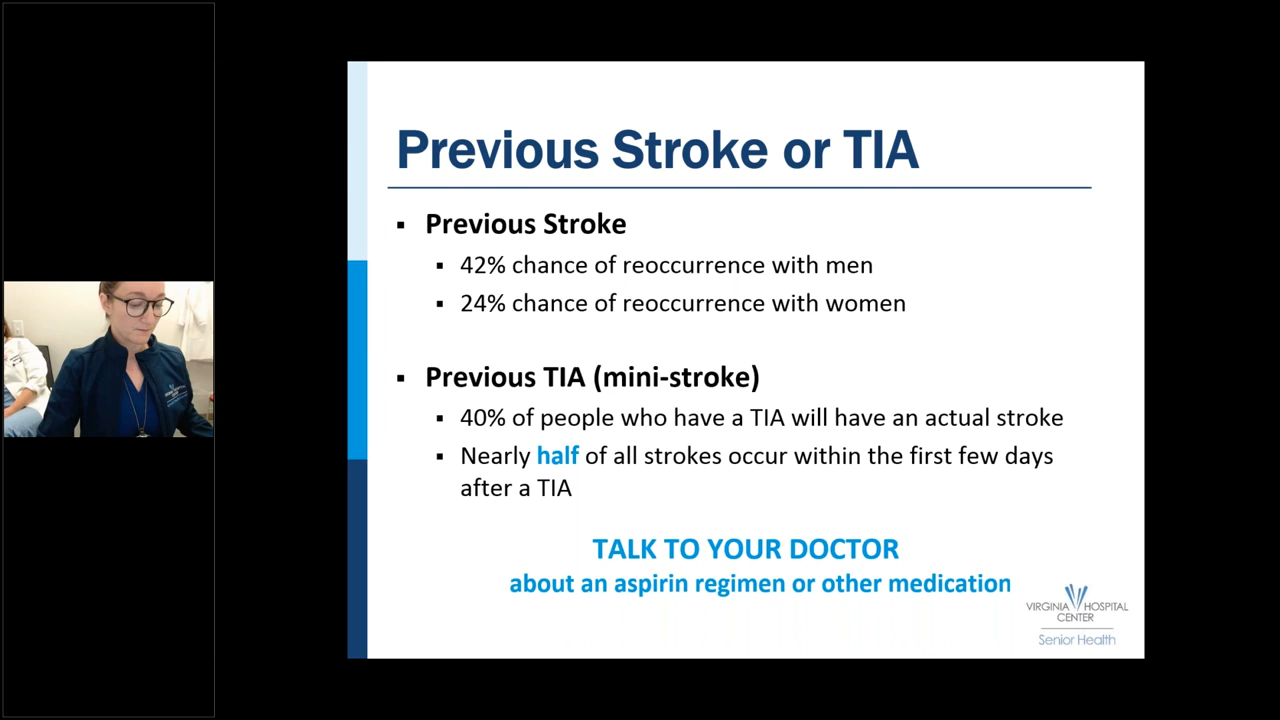 Previous Stroke or TIA
▪ Previous Stroke
▪ 42% chance of reoccurrence with men
▪ 24% chance of reoccurrence with women
▪ Previous TIA (mini-stroke)
▪ 40% of people who have a TIA will have an actual stroke
▪ Nearly half of all strokes occur within the first few days
after a TIA
TALK TO YOUR DOCTOR
about an aspirin regimen or other medication
VIRGINIA HOSPITAL
CENTER
Senior Health